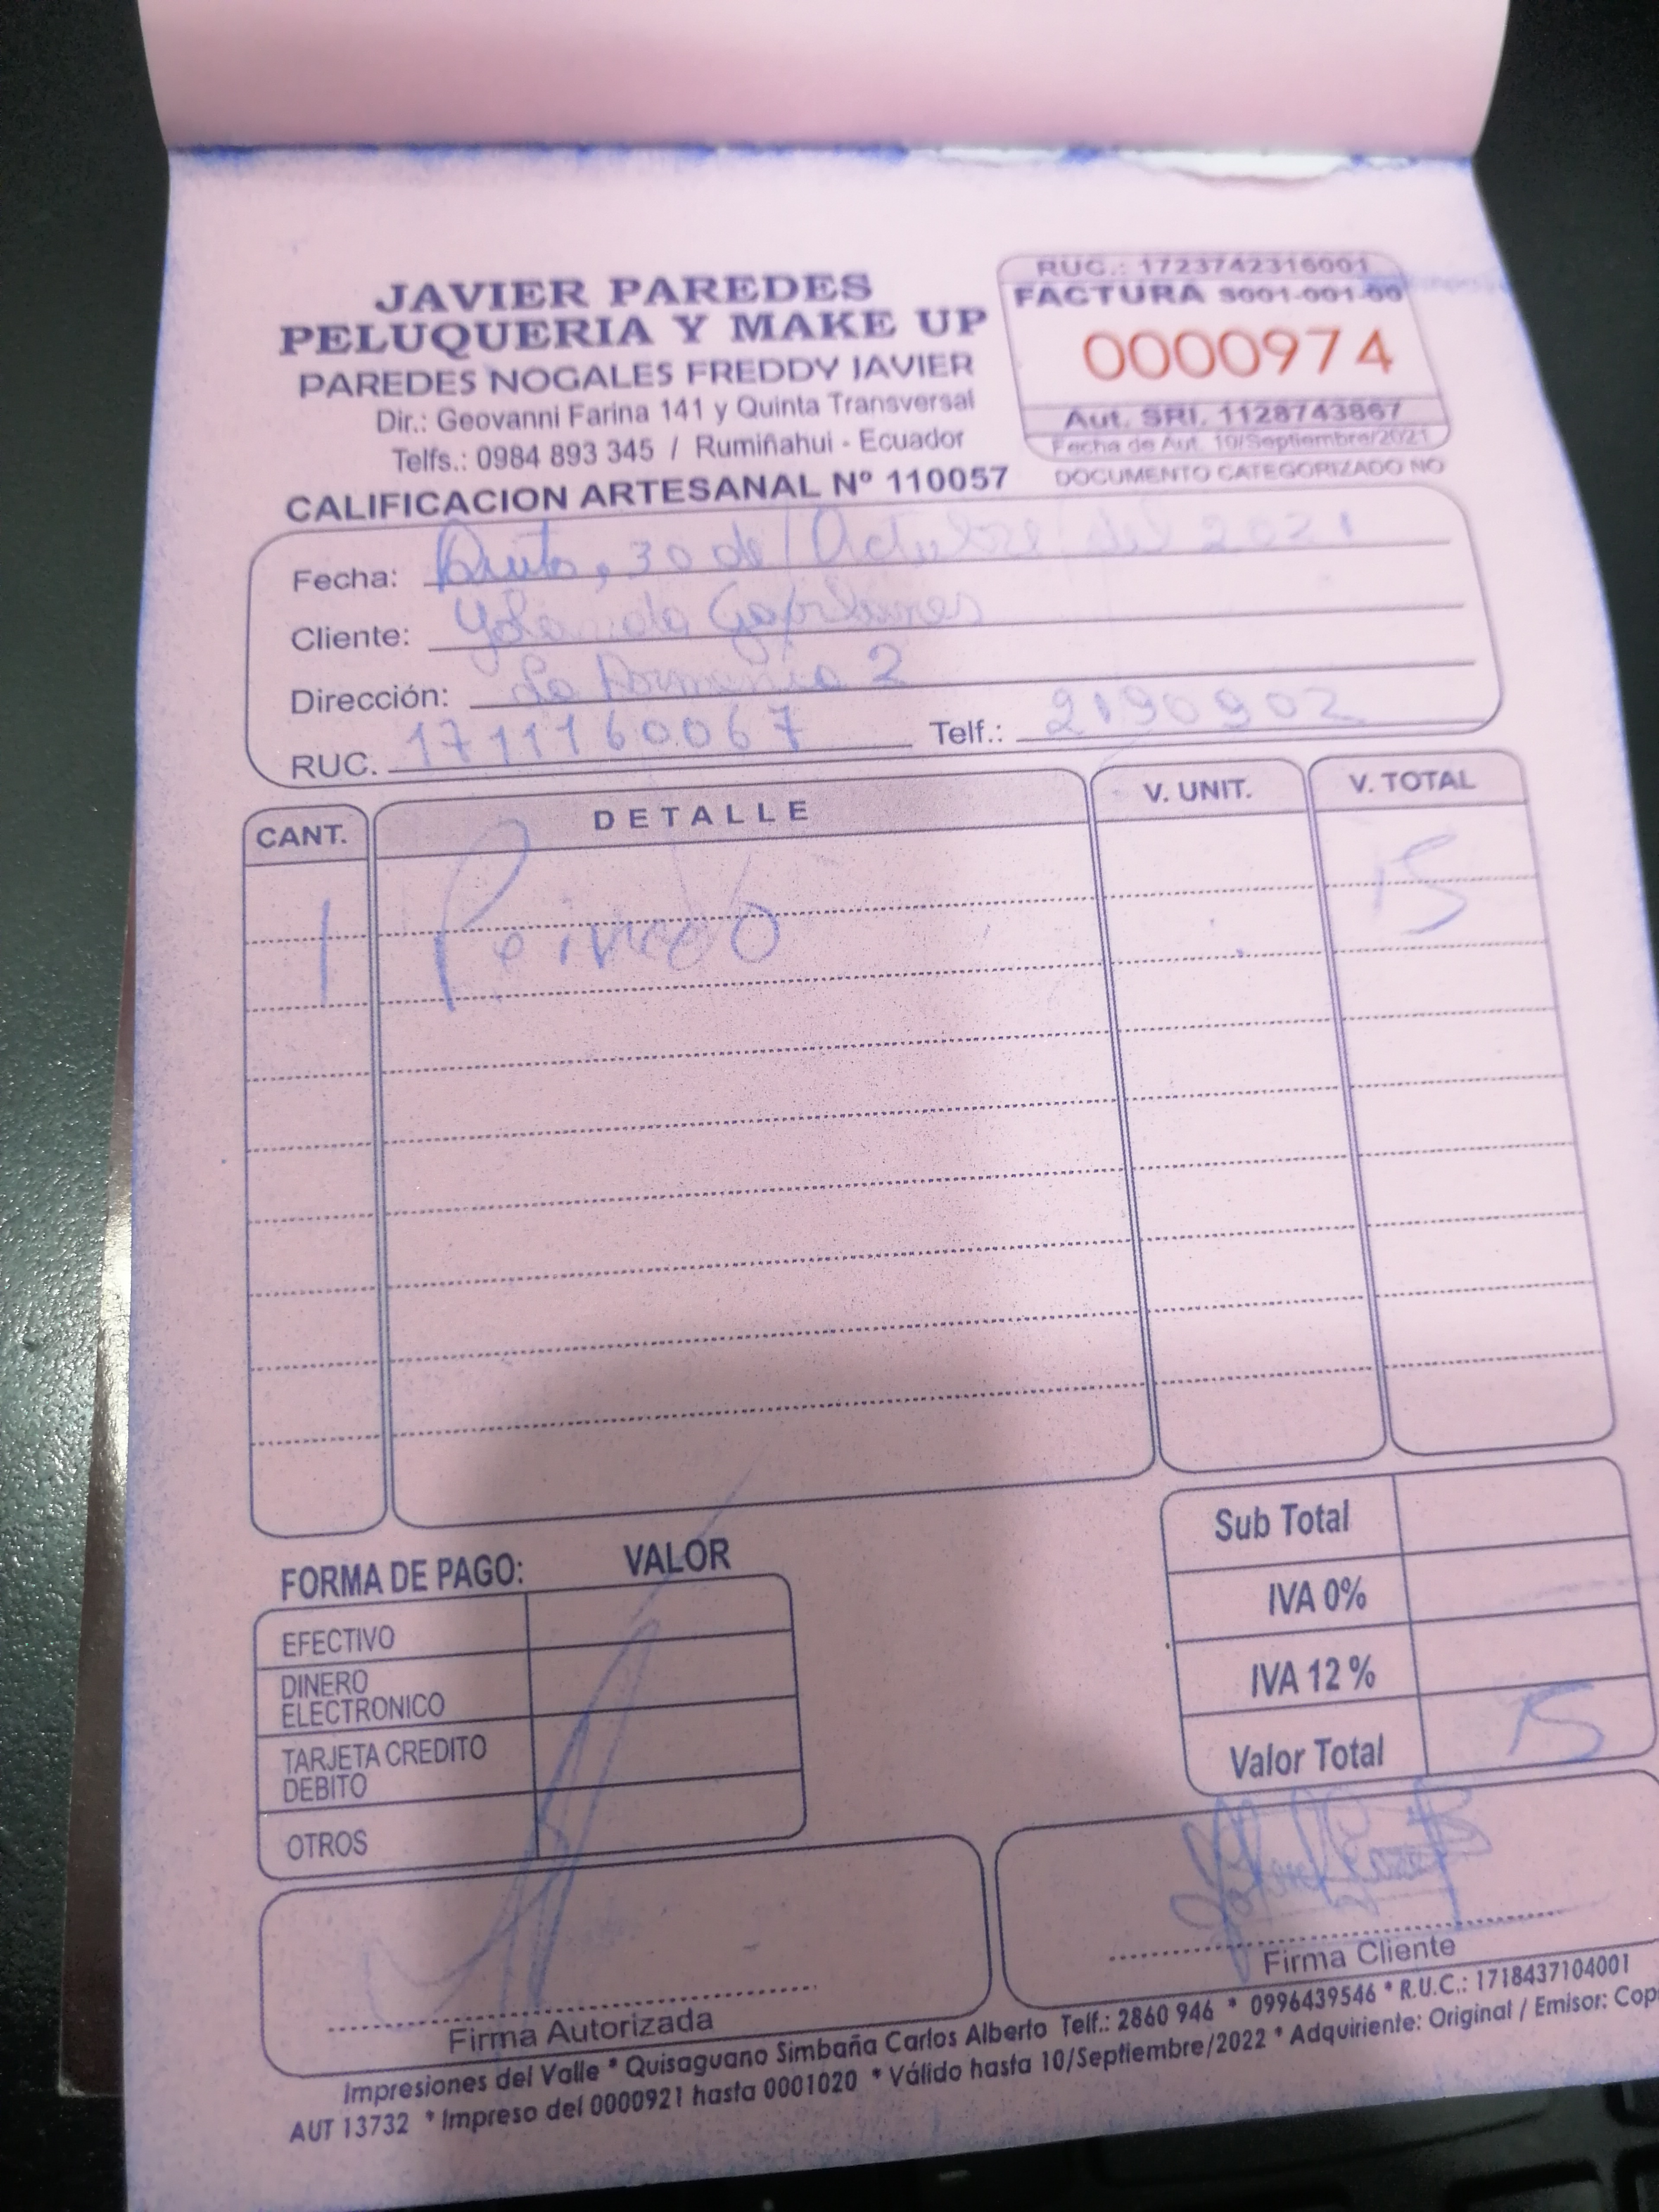 JAVIER PAREDES
PELUQUERIA Y MAKE UP
PAREDES NOGALES FREDDY JAVIER
Dir.: Geovanni Farina 141 y Quinta Transversal
Telfs.: 0984 893 345 / Rumiñahui - Ecuador
CALIFICACION ARTESANAL Nº 110057
RUC.: 1723742316001
FACTURA S001-001-00
0000974
Aut. SRI. 1128743867
Fecha de Aut. 10/Septiembre/2021
DOCUMENTO CATEGORIZADO NO
Fecha: Quito, 30 de Octubre del 2021
Cliente: Yolanda
Dirección: La Armenia 2
RUC. 1711160067 Telf.: 2190902
CANT. DETALLE V. UNIT. V. TOTAL
1 Peinado 15
Sub Total
IVA 0%
IVA 12 %
Valor Total 15
FORMA DE PAGO: VALOR
EFECTIVO
DINERO
ELECTRONICO
TARJETA CREDITO
DEBITO
OTROS
Firma Autorizada
Firma Cliente
Impresiones del Valle * Quisaguano Simbaña Carlos Alberto Telf.: 2860 946 * 0996439546 * R.U.C.: 1718437104001
AUT 13732 * Impreso del 0000921 hasta 0001020 * Válido hasta 10/Septiembre/2022 * Adquiriente: Original / Emisor: Cop